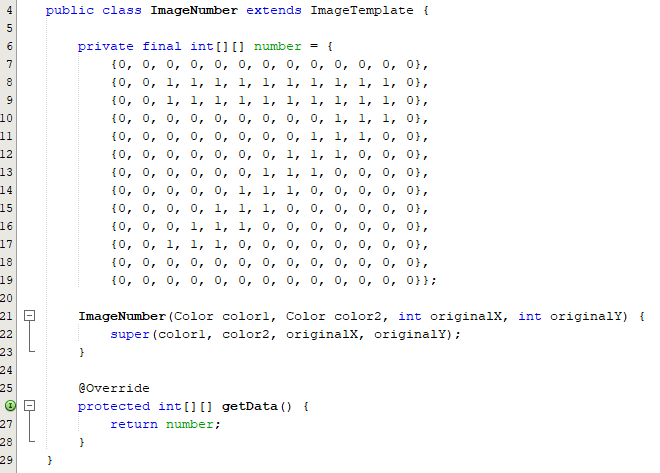 4 public class ImageNumber extends ImageTemplate {
5
6 private final int[][] number = {
7 {0, 0, 0, 0, 0, 0, 0, 0, 0, 0, 0, 0, 0},
8 {0, 0, 1, 1, 1, 1, 1, 1, 1, 1, 1, 1, 0},
9 {0, 0, 1, 1, 1, 1, 1, 1, 1, 1, 1, 1, 0},
10 {0, 0, 0, 0, 0, 0, 0, 0, 0, 1, 1, 1, 0},
11 {0, 0, 0, 0, 0, 0, 0, 0, 1, 1, 1, 0, 0},
12 {0, 0, 0, 0, 0, 0, 0, 1, 1, 1, 0, 0, 0},
13 {0, 0, 0, 0, 0, 0, 1, 1, 1, 0, 0, 0, 0},
14 {0, 0, 0, 0, 0, 1, 1, 1, 0, 0, 0, 0, 0},
15 {0, 0, 0, 0, 1, 1, 1, 0, 0, 0, 0, 0, 0},
16 {0, 0, 0, 1, 1, 1, 0, 0, 0, 0, 0, 0, 0},
17 {0, 0, 1, 1, 1, 0, 0, 0, 0, 0, 0, 0, 0},
18 {0, 0, 0, 0, 0, 0, 0, 0, 0, 0, 0, 0, 0},
19 {0, 0, 0, 0, 0, 0, 0, 0, 0, 0, 0, 0, 0}};
20
21 ImageNumber(Color color1, Color color2, int originalX, int originalY) {
22 super(color1, color2, originalX, originalY);
23 }
24
25 @Override
protected int[][] getData() {
27 return number;
28 }
29 }